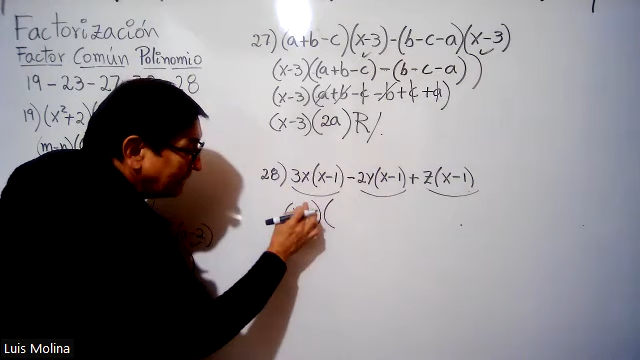 Factorización
Factor Común Polinomio
19 - 23 - 27 28
19) (x²+2)(
(m-n)(
27) (a+b-c)(x-3)-(b-c-a)(x-3)
(x-3)((a+b-c)-(b-c-a))
(x-3)(a+b-c-b+c+a)
(x-3)(2a) R/.
28) 3x(x-1)-2y(x-1)+z(x-1)
Luis Molina